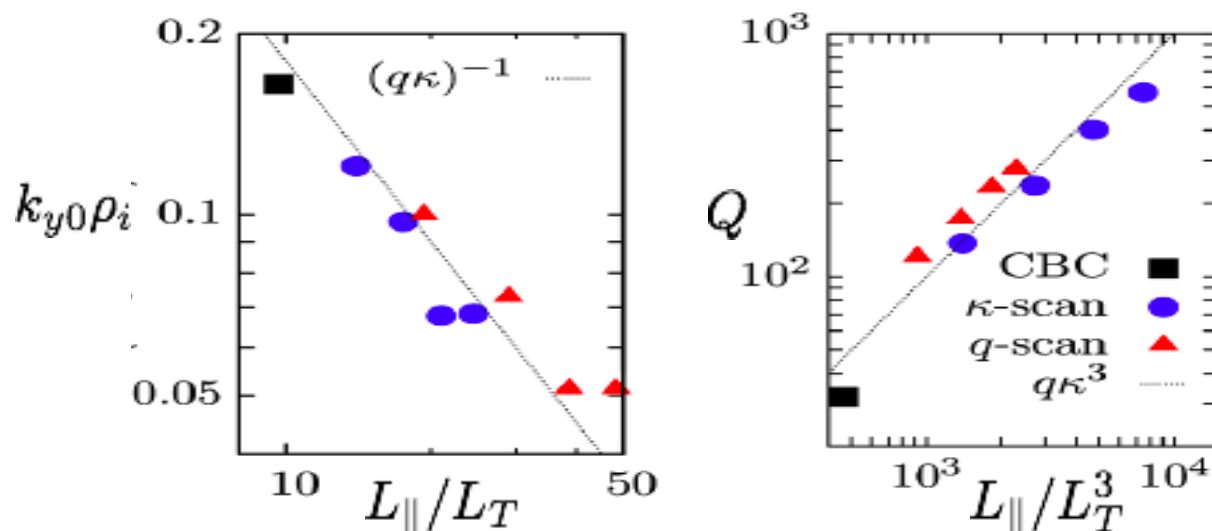 0.2
(qκ)⁻¹
k_{y0}ρ_i
0.1
0.05
10
50
L_∥/L_T
10³
Q
10²
CBC
κ-scan
q-scan
qκ³
10³
10⁴
L_∥/L_T³